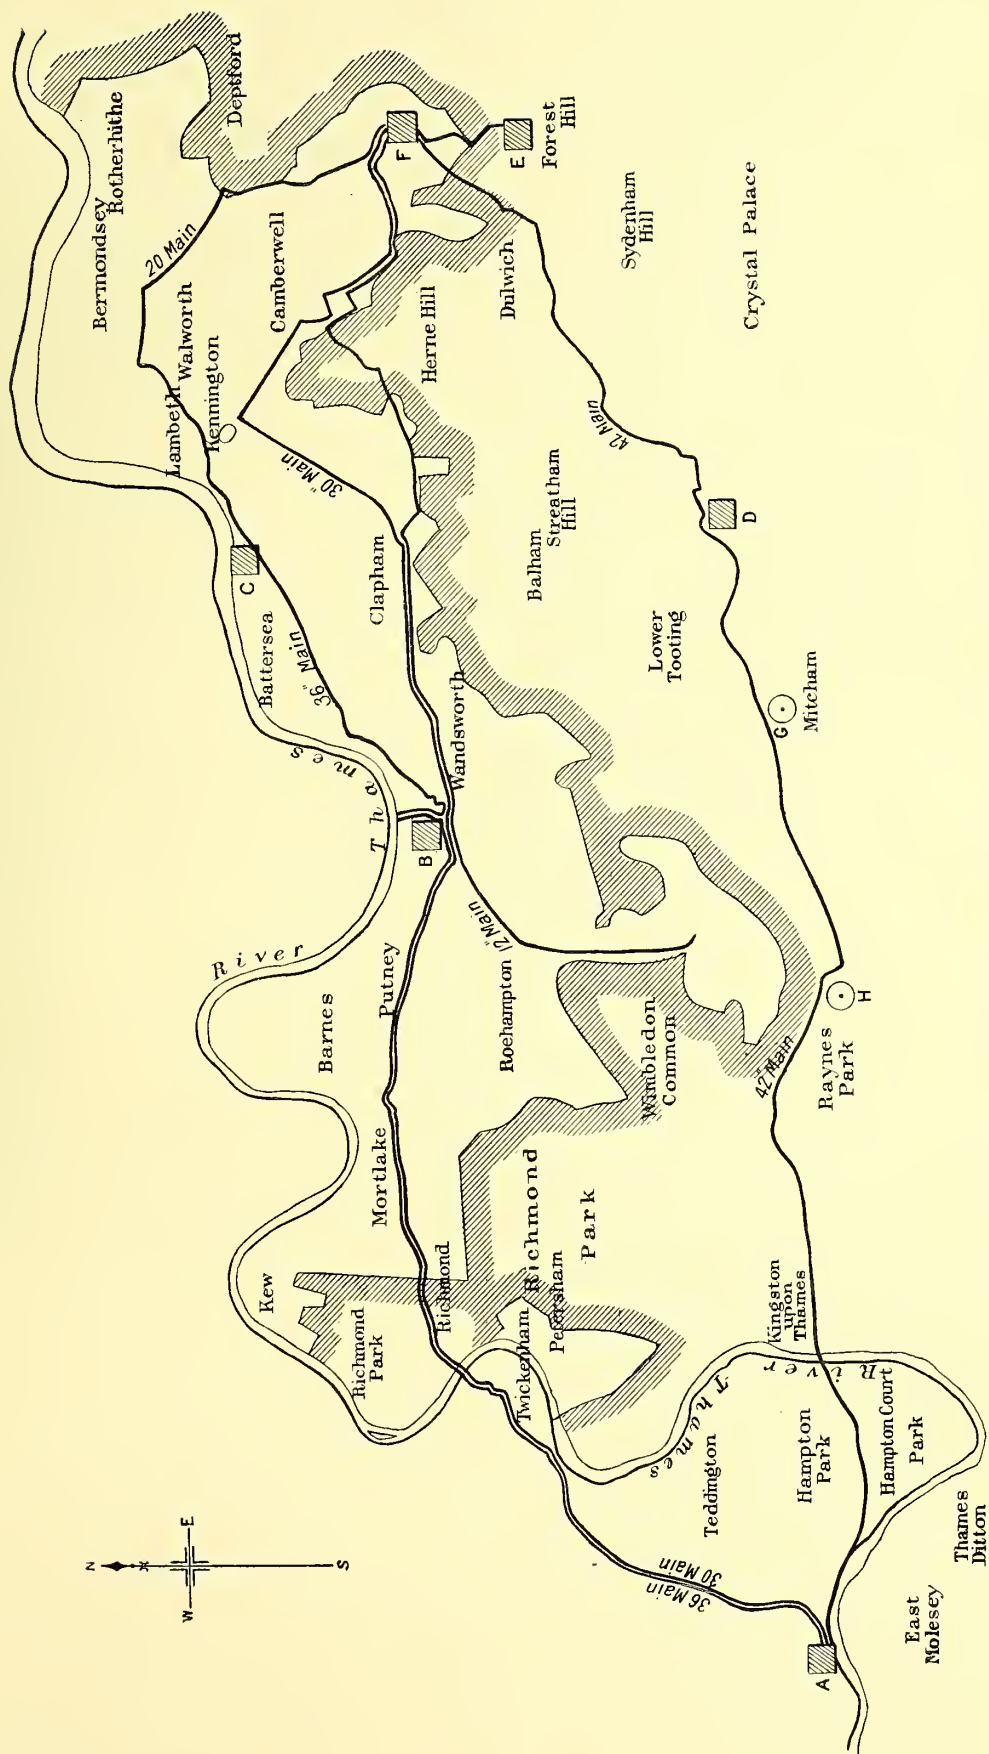 Bermondsey
Rotherhithe
Deptford
20 Main
Walworth
Lambeth
Kennington
Camberwell
F
E
Forest
Hill
30" Main
Herne Hill
Dulwich
Sydenham
Hill
Crystal Palace
42 Main
C
Battersea
36" Main
Clapham
Balham
Streatham
Hill
D
Lower
Tooting
G
Mitcham
River Thames
B
Wandsworth
12" Main
Putney
Barnes
Roehampton
Wimbledon
Common
42 Main
H
Raynes
Park
Kew
Mortlake
Richmond
Richmond
Park
Richmond
Park
Petersham
Twickenham
Kingston
upon
Thames
River Thames
Teddington
Hampton
Park
Hampton Court
Park
30 Main
36 Main
A
East
Molesey
Thames
Ditton
N
W E
S